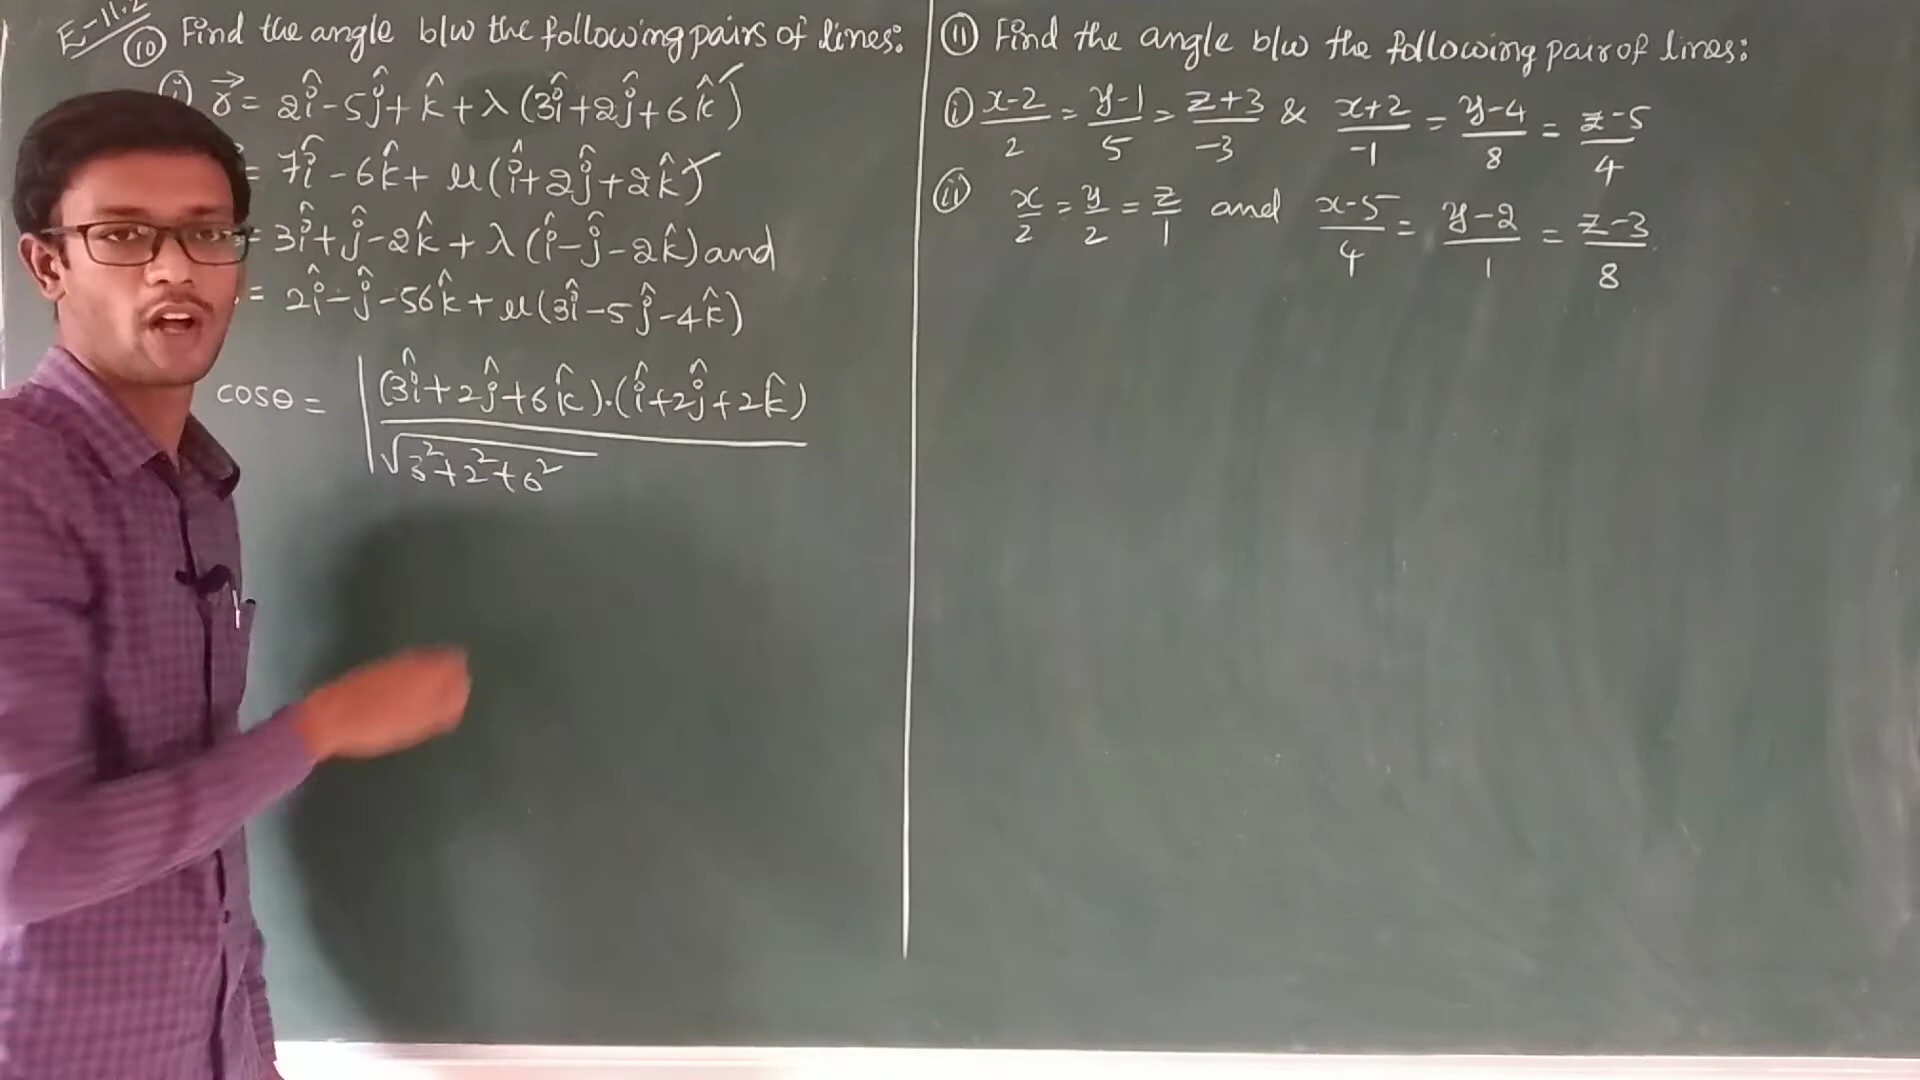 E-11.2
⑩ Find the angle b/w the following pairs of lines:
(i) r⃗ = 2î-5ĵ+k̂+λ(3î+2ĵ+6k̂)
= 7î-6k̂+μ(î+2ĵ+2k̂)
= 3î+ĵ-2k̂+λ(î-ĵ-2k̂) and
= 2î-ĵ-56k̂+μ(3î-5ĵ-4k̂)
cosθ = | (3î+2ĵ+6k̂).(î+2ĵ+2k̂)
√3²+2²+6²
⑪ Find the angle b/w the following pair of lines:
(i) x-2/2 = y-1/5 = z+3/-3 & x+2/-1 = y-4/8 = z-5/4
(ii) x/2 = y/2 = z/1 and x-5/4 = y-2/1 = z-3/8